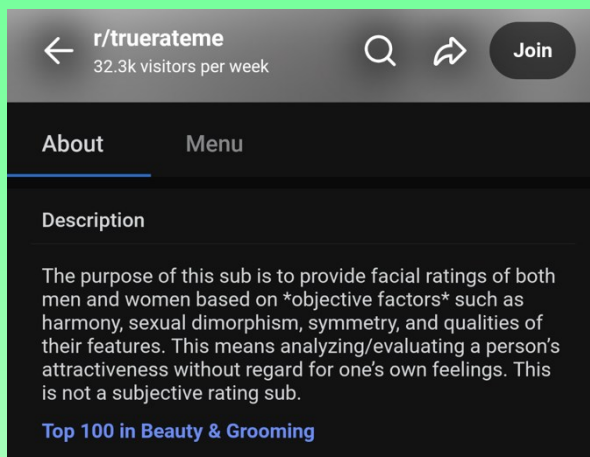 r/truerateme
32.3k visitors per week
Join
About Menu
Description
The purpose of this sub is to provide facial ratings of both
men and women based on *objective factors* such as
harmony, sexual dimorphism, symmetry, and qualities of
their features. This means analyzing/evaluating a person's
attractiveness without regard for one's own feelings. This
is not a subjective rating sub.
Top 100 in Beauty & Grooming